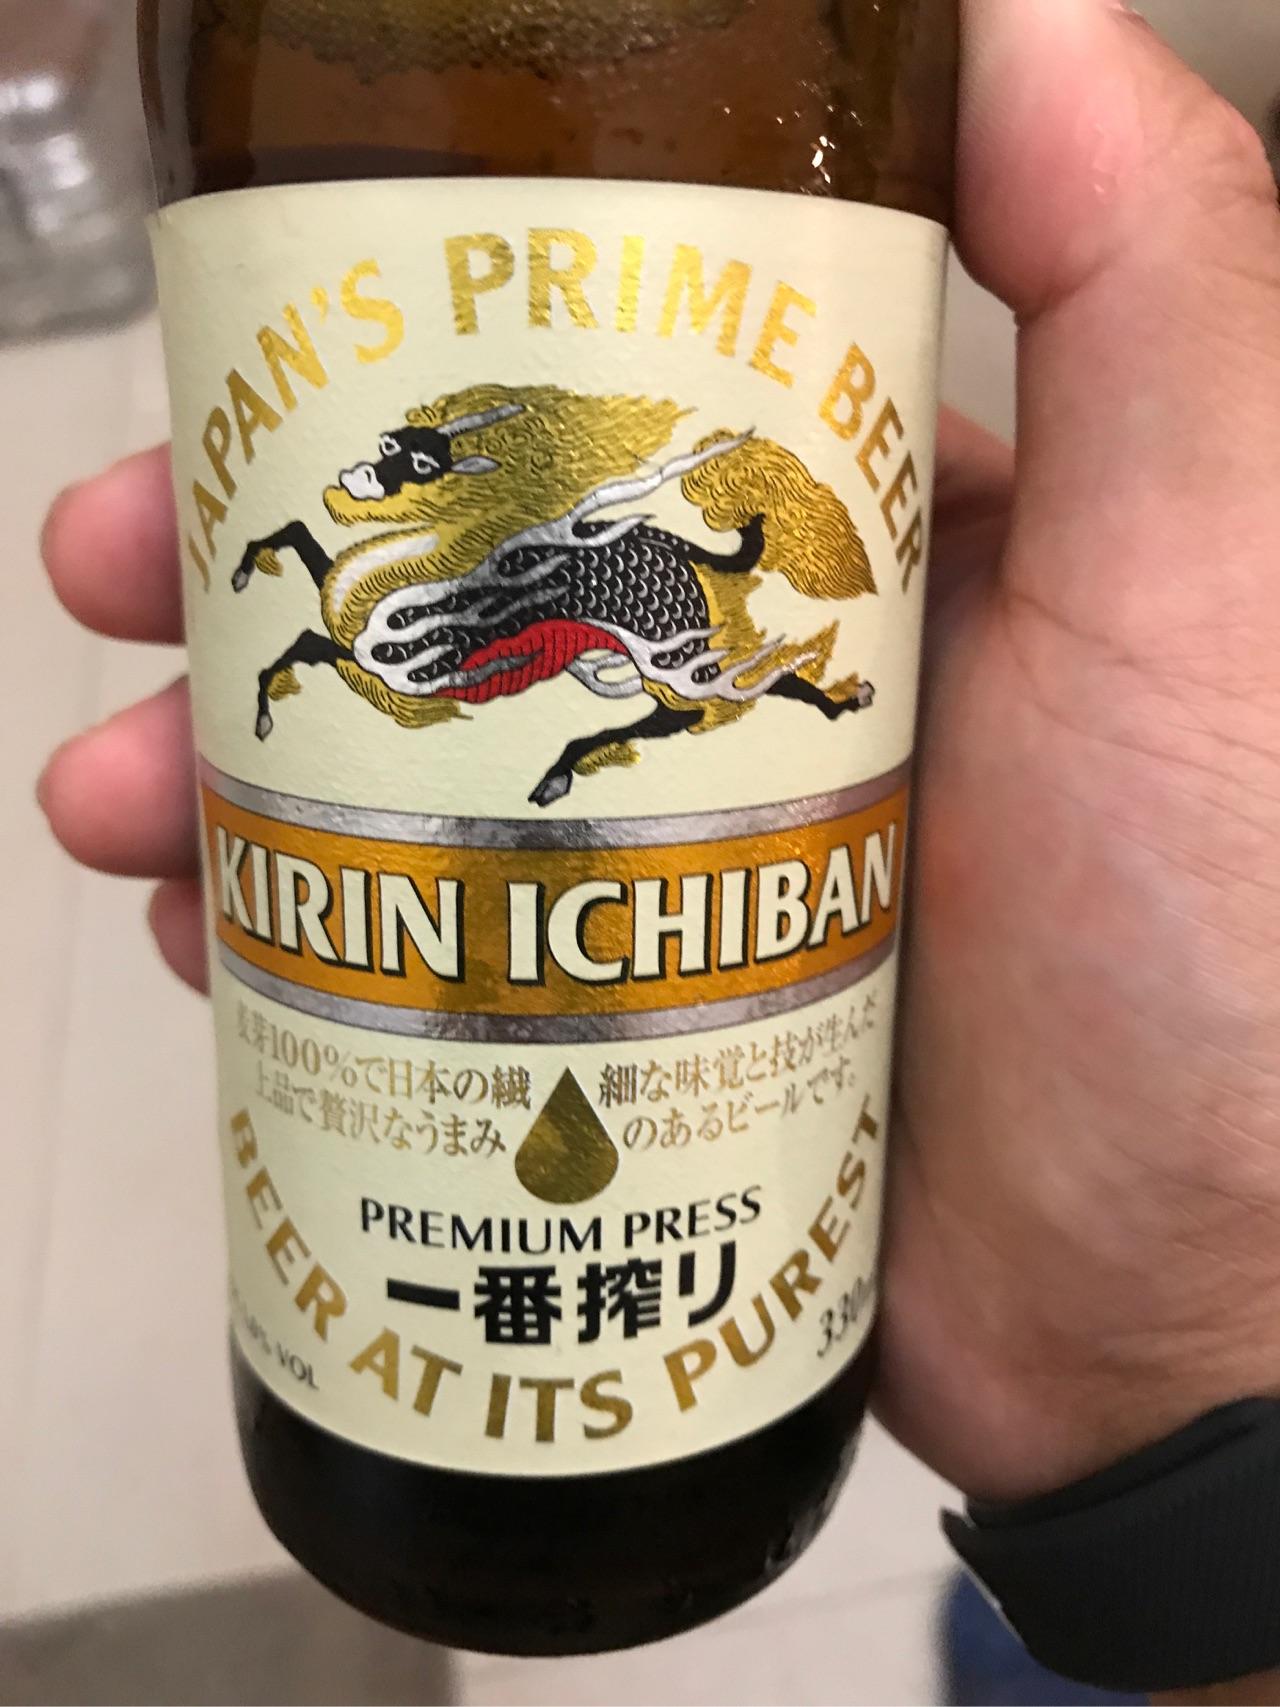 JAPAN'S PRIME BEER
KIRIN ICHIBAN
麦芽100%で日本の繊細な味覚と技が生んだ
上品で贅沢なうまみのあるビールです。
PREMIUM PRESS
一番搾り
VOL
BEER AT ITS PUREST